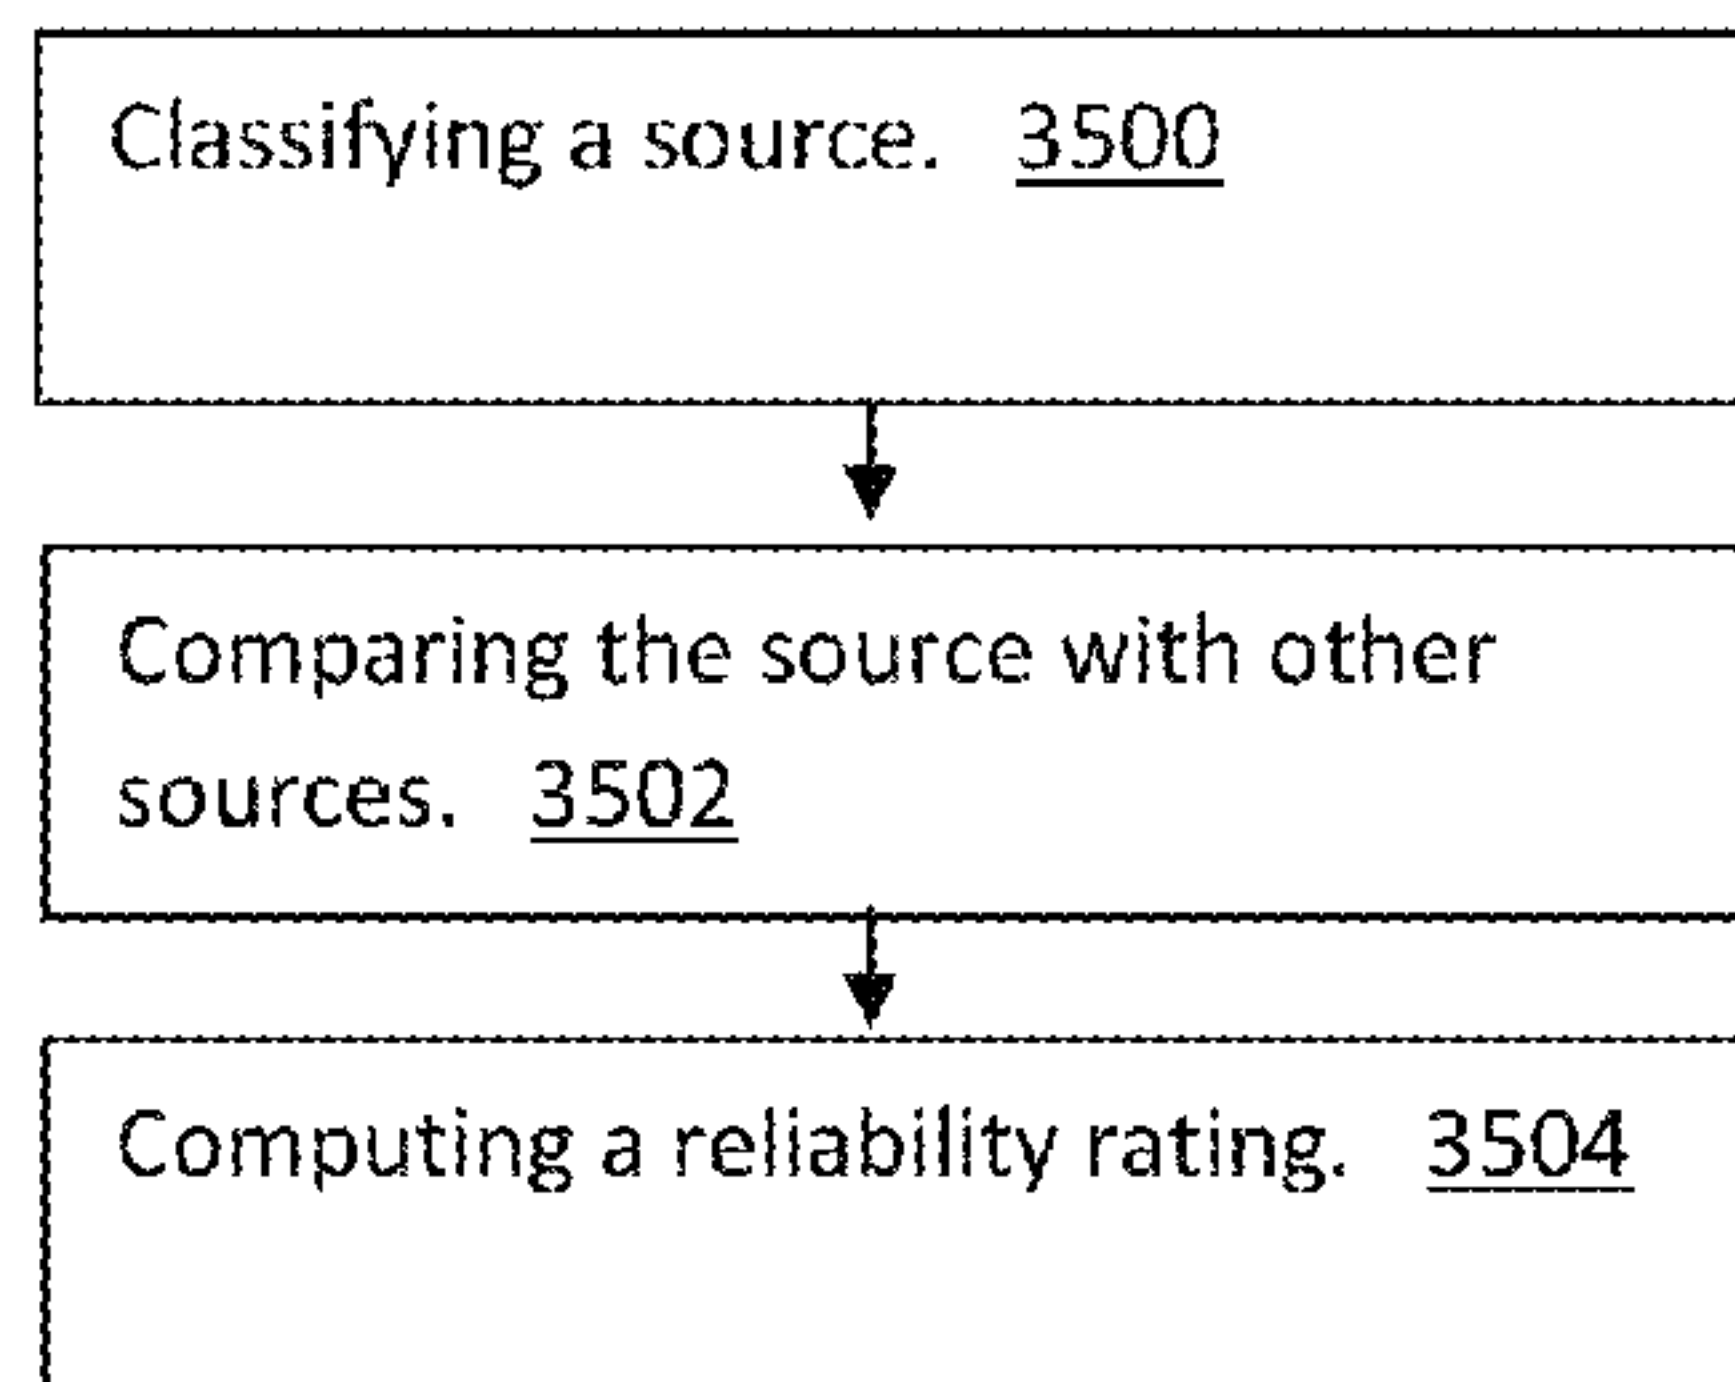 Classifying a source. 3500
Comparing the source with other
sources. 3502
Computing a reliability rating. 3504